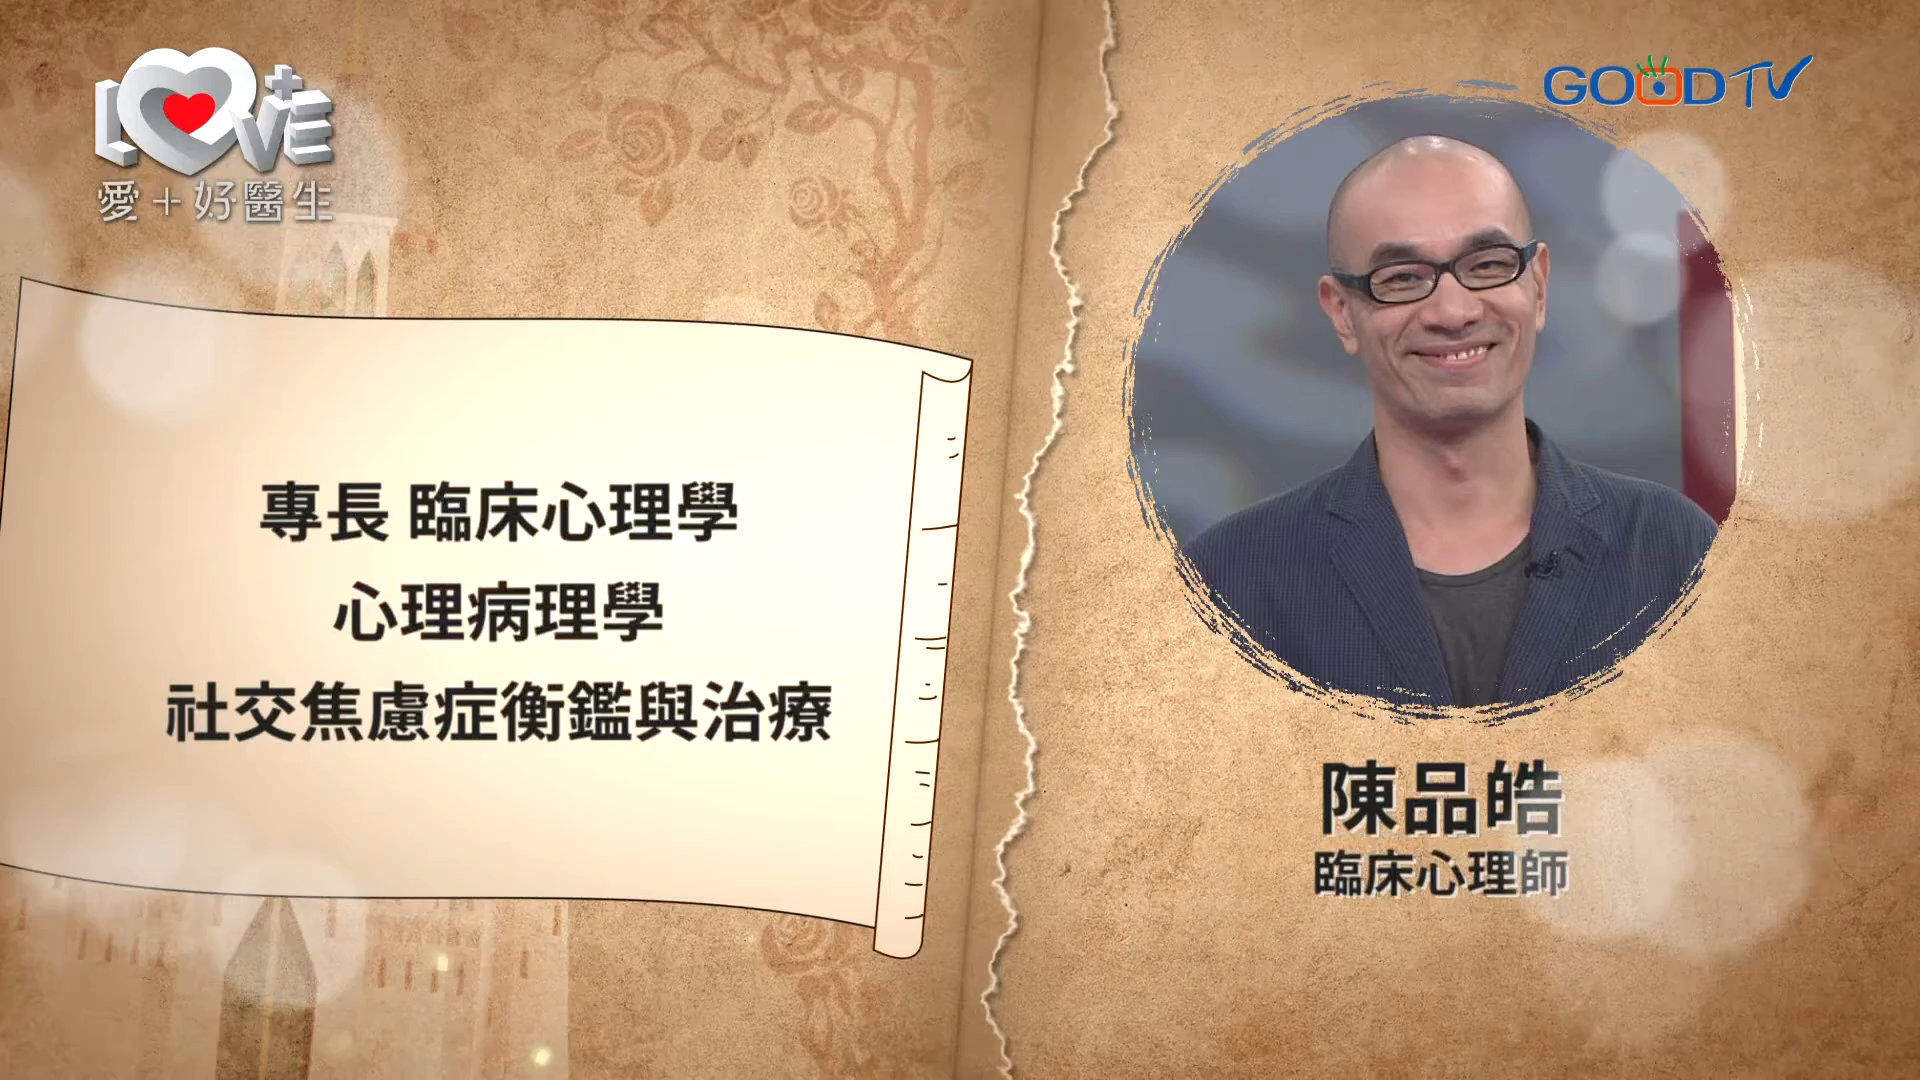 LOVE
愛+好醫生
GOODTV
專長 臨床心理學
心理病理學
社交焦慮症衡鑑與治療
陳品皓
臨床心理師